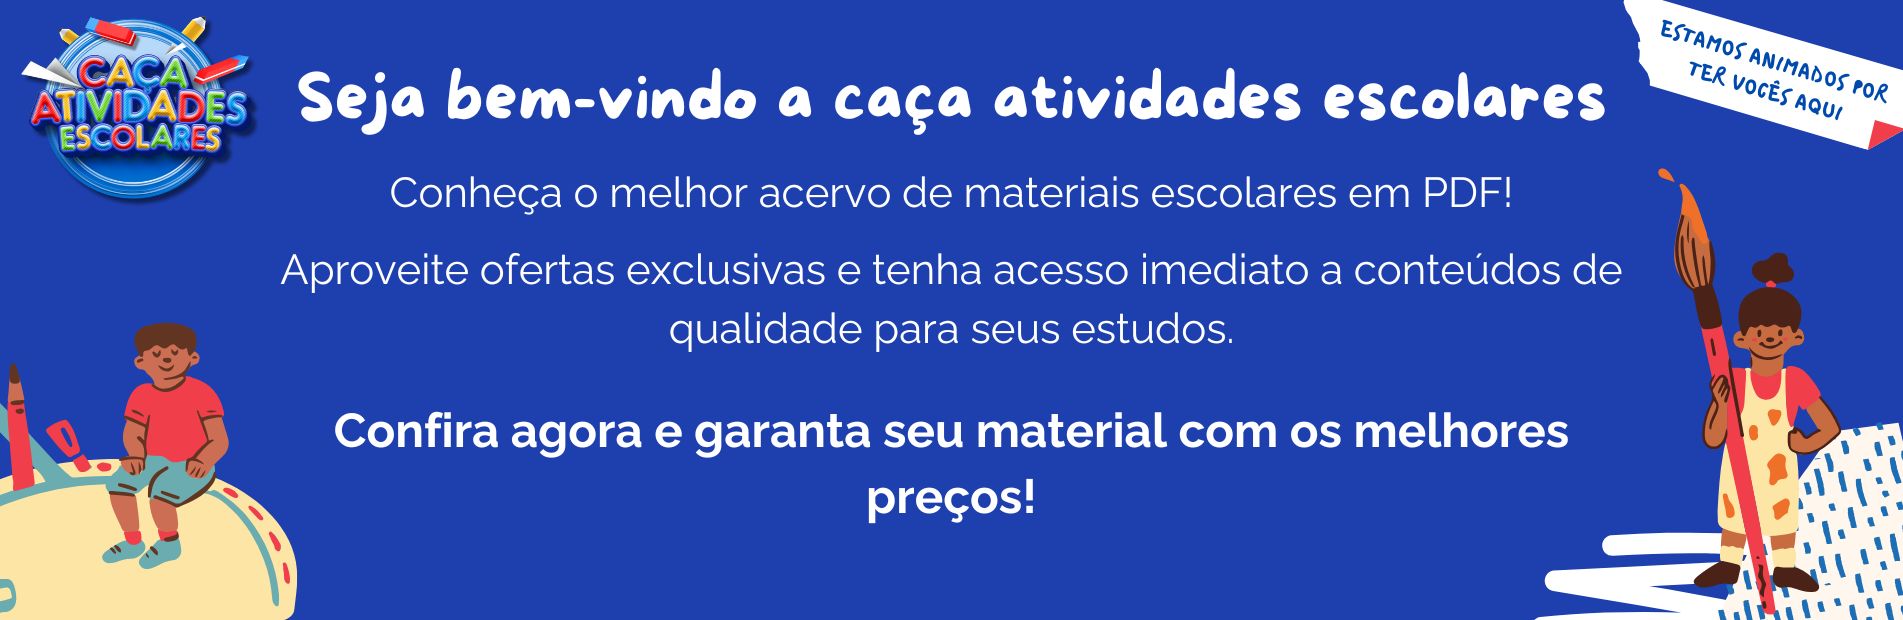 CAÇA
ATIVIDADES
ESCOLARES
Seja bem-vindo a caça atividades escolares
ESTAMOS ANIMADOS POR
TER VOCÊS AQUI
Conheça o melhor acervo de materiais escolares em PDF!
Aproveite ofertas exclusivas e tenha acesso imediato a conteúdos de
qualidade para seus estudos.
Confira agora e garanta seu material com os melhores
preços!